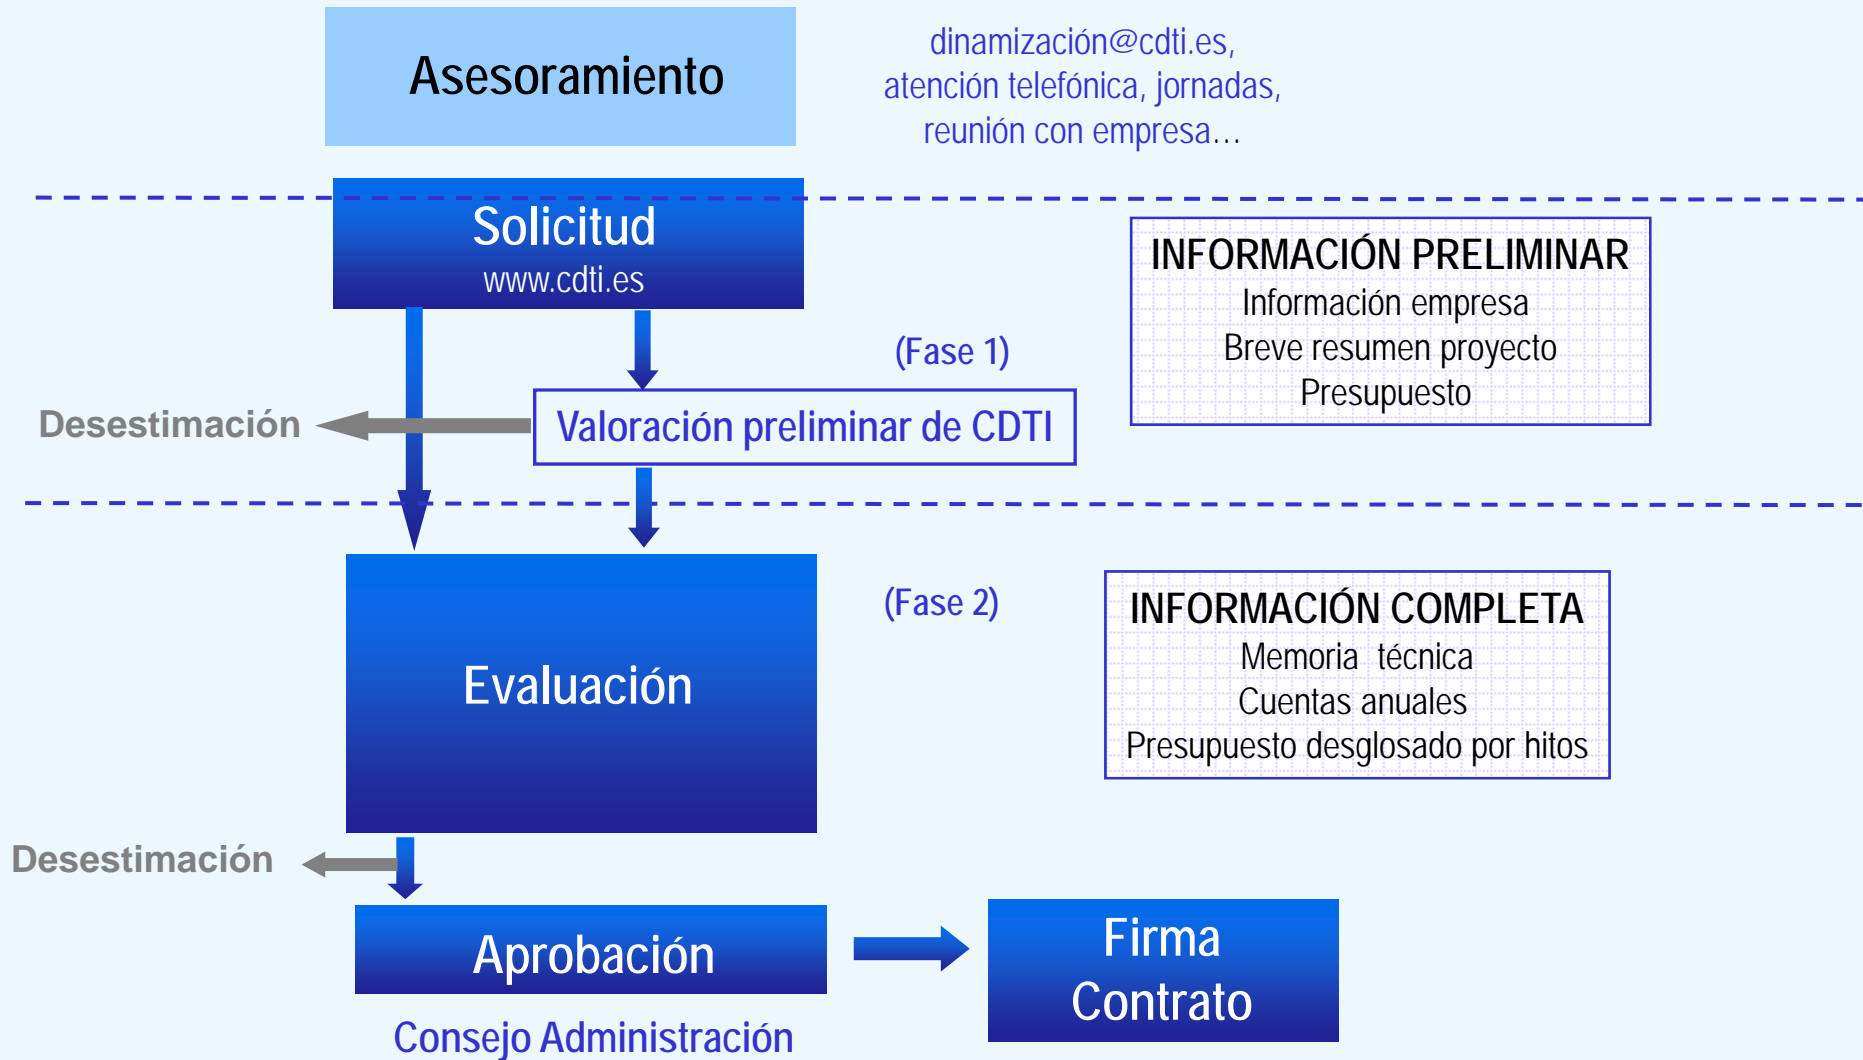 Asesoramiento
dinamización@cdti.es,
atención telefónica, jornadas,
reunión con empresa…
Solicitud
www.cdti.es
INFORMACIÓN PRELIMINAR
Información empresa
Breve resumen proyecto
Presupuesto
(Fase 1)
Desestimación
Valoración preliminar de CDTI
(Fase 2)
Evaluación
INFORMACIÓN COMPLETA
Memoria técnica
Cuentas anuales
Presupuesto desglosado por hitos
Desestimación
Aprobación
Consejo Administración
Firma
Contrato